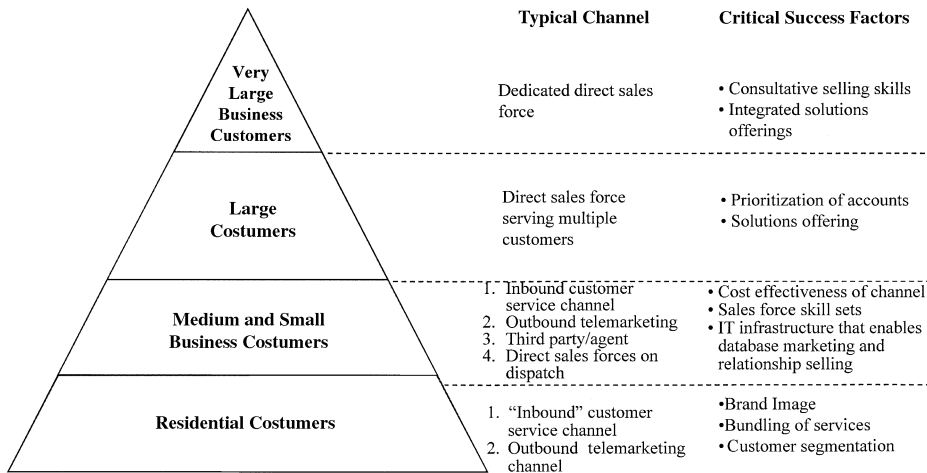 Typical Channel
Critical Success Factors
Very
Large
Business
Customers
Dedicated direct sales
force
• Consultative selling skills
• Integrated solutions
offerings
Large
Costumers
Direct sales force
serving multiple
customers
• Prioritization of accounts
• Solutions offering
Medium and Small
Business Costumers
1. Inbound customer
service channel
2. Outbound telemarketing
3. Third party/agent
4. Direct sales forces on
dispatch
• Cost effectiveness of channel
• Sales force skill sets
• IT infrastructure that enables
database marketing and
relationship selling
Residential Costumers
1. “Inbound” customer
service channel
2. Outbound telemarketing
channel
•Brand Image
•Bundling of services
• Customer segmentation